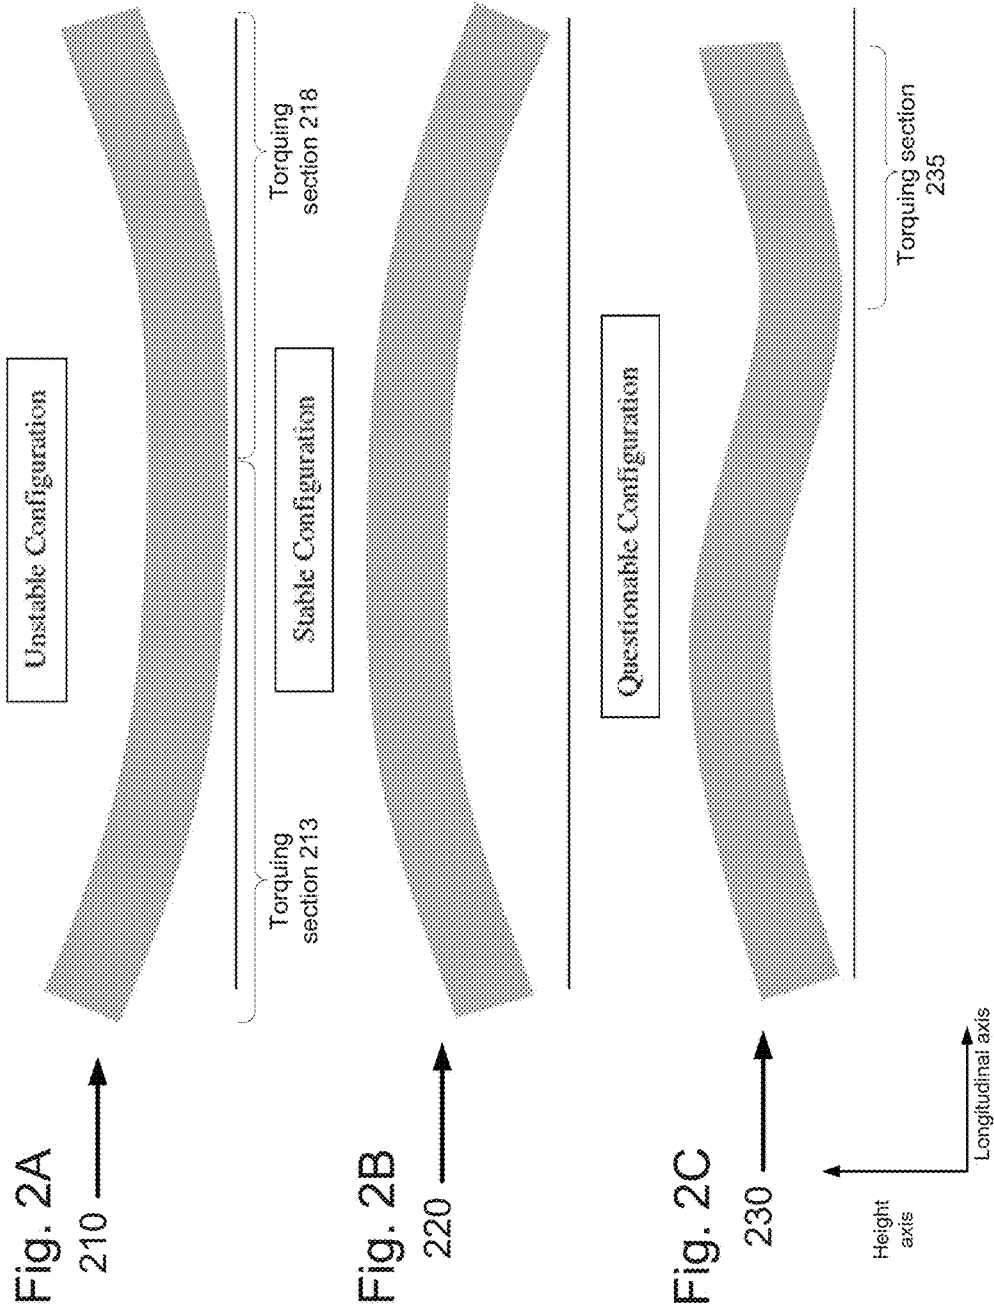 Fig. 2A
210
Unstable Configuration
Torquing
section 213
Torquing
section 218
Fig. 2B
220
Stable Configuration
Fig. 2C
230
Questionable Configuration
Torquing section
235
Height
axis
Longitudinal axis